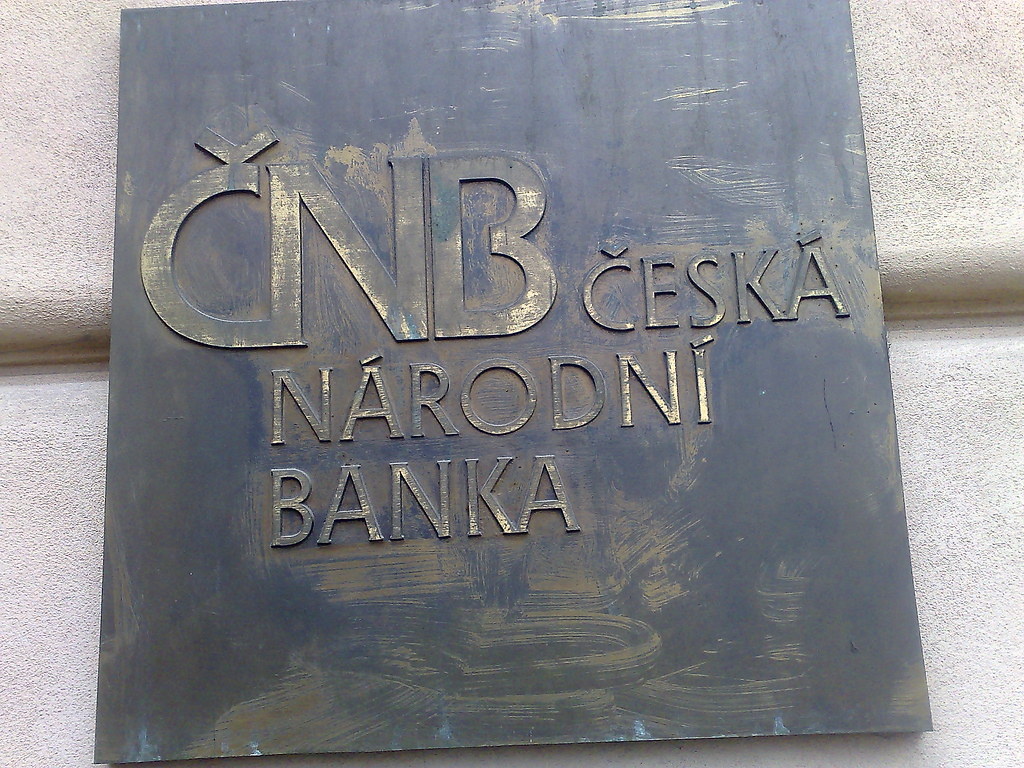 ČNB ČESKÁ
NÁRODNÍ
BANKA